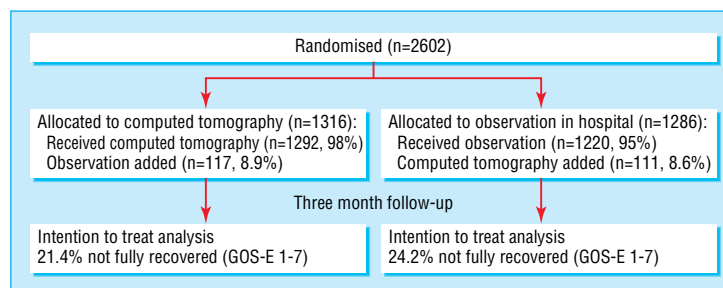 Randomised (n=2602)
Allocated to computed tomography (n=1316):
Received computed tomography (n=1292, 98%)
Observation added (n=117, 8.9%)
Allocated to observation in hospital (n=1286):
Received observation (n=1220, 95%)
Computed tomography added (n=111, 8.6%)
Three month follow-up
Intention to treat analysis
21.4% not fully recovered (GOS-E 1-7)
Intention to treat analysis
24.2% not fully recovered (GOS-E 1-7)